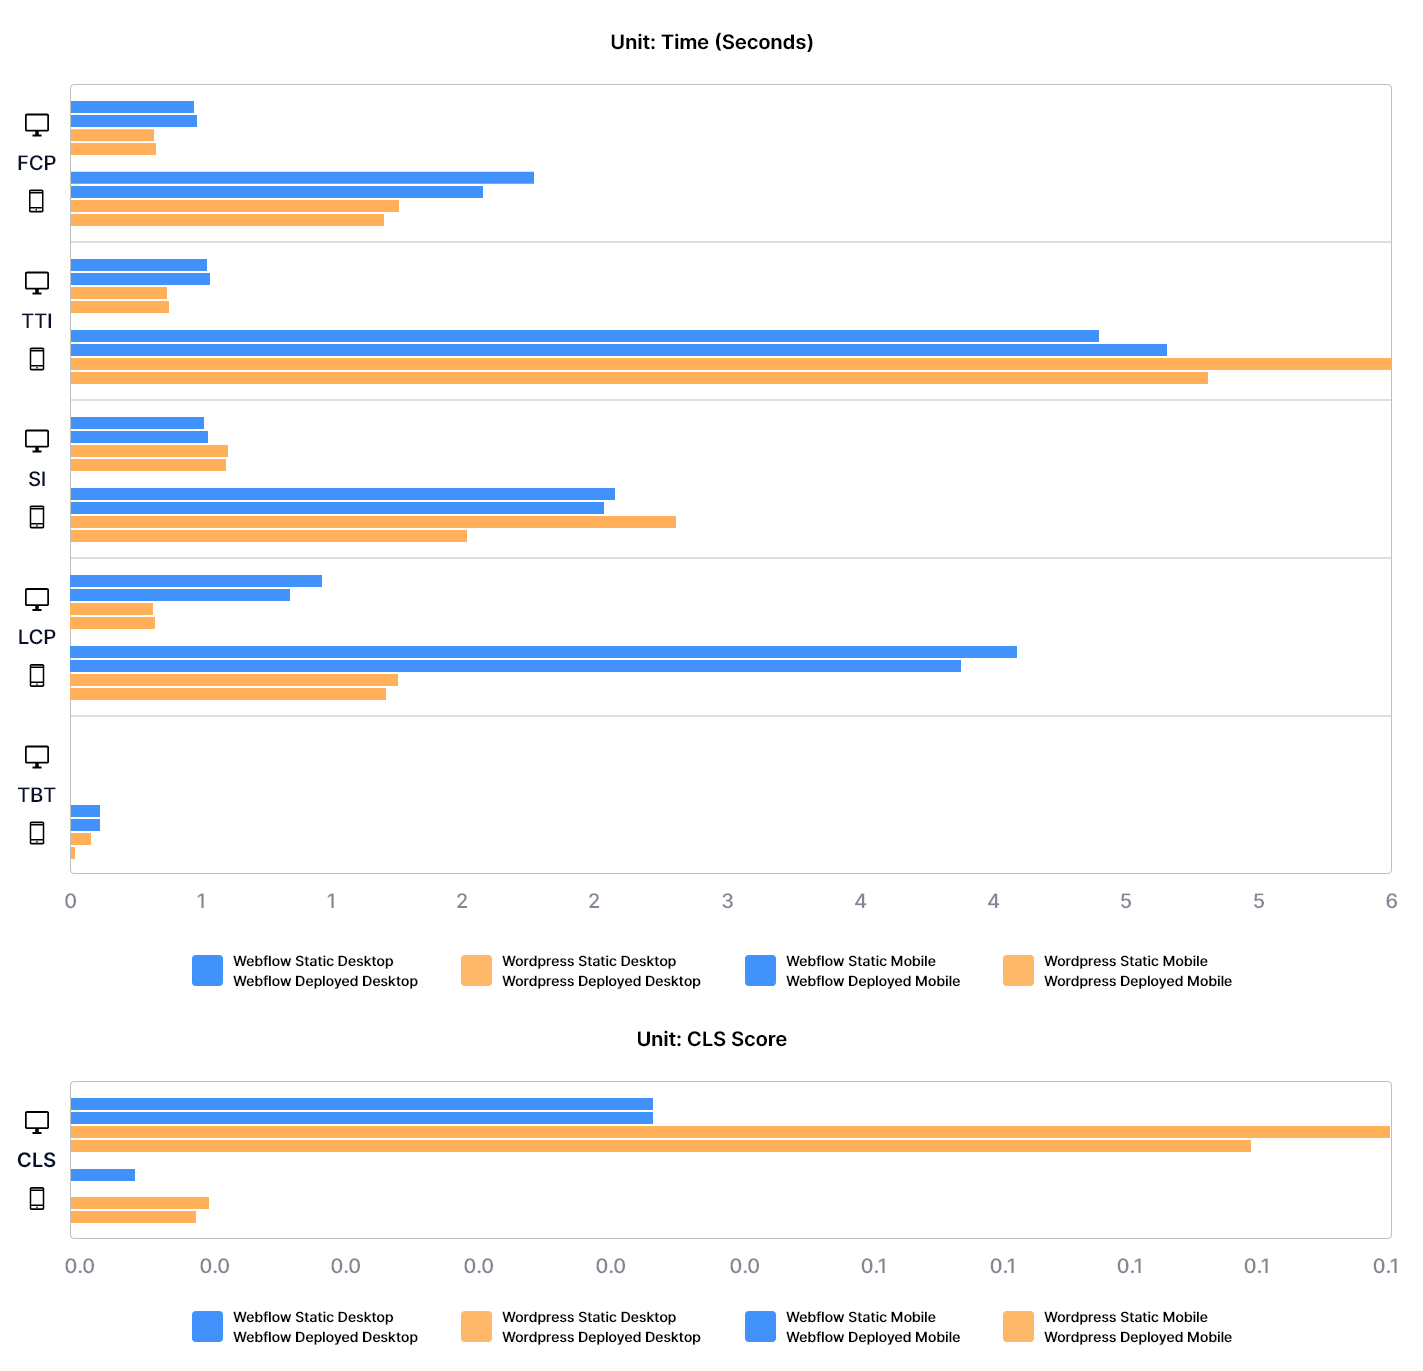 Unit: Time (Seconds)
FCP
TTI
SI
LCP
TBT
0 1 1 2 2 3 4 4 5 5 6
Webflow Static Desktop
Webflow Deployed Desktop
Wordpress Static Desktop
Wordpress Deployed Desktop
Webflow Static Mobile
Webflow Deployed Mobile
Wordpress Static Mobile
Wordpress Deployed Mobile
Unit: CLS Score
CLS
0.0 0.0 0.0 0.0 0.0 0.0 0.1 0.1 0.1 0.1 0.1
Webflow Static Desktop
Webflow Deployed Desktop
Wordpress Static Desktop
Wordpress Deployed Desktop
Webflow Static Mobile
Webflow Deployed Mobile
Wordpress Static Mobile
Wordpress Deployed Mobile